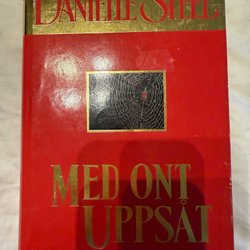 DANIELLE STEEL
MED ONT
UPPSÅT